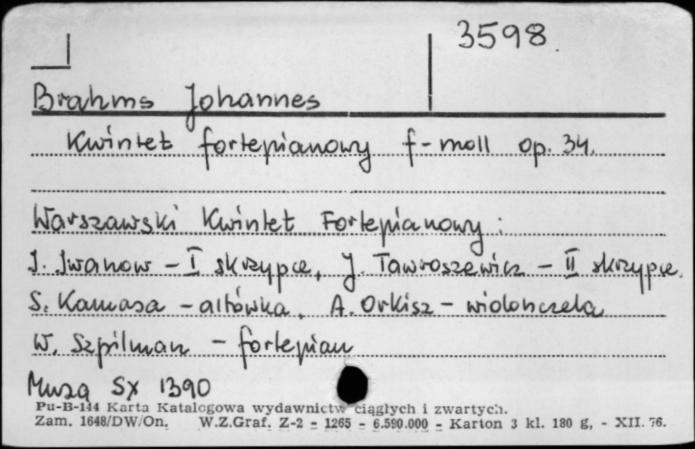 3598
Brahms Johannes
Kwintet fortepianowy f-moll op. 34.
Warszawski Kwintet Fortepianowy:
I. Iwanow - I skrzypce, J. Tawroszewicz - II skrzypce.
S. Kamasa - altówka, A. Orkisz - wiolonczela
W. Szpilman - fortepian
Muza SX 1390
Pu-B-144 Karta Katalogowa wydawnictw ciągłych i zwartych.
Zam. 1648/DW/On. W.Z.Graf. Z-2 - 1265 - 6.590.000 - Karton 3 kl. 180 g, - XII. 76.